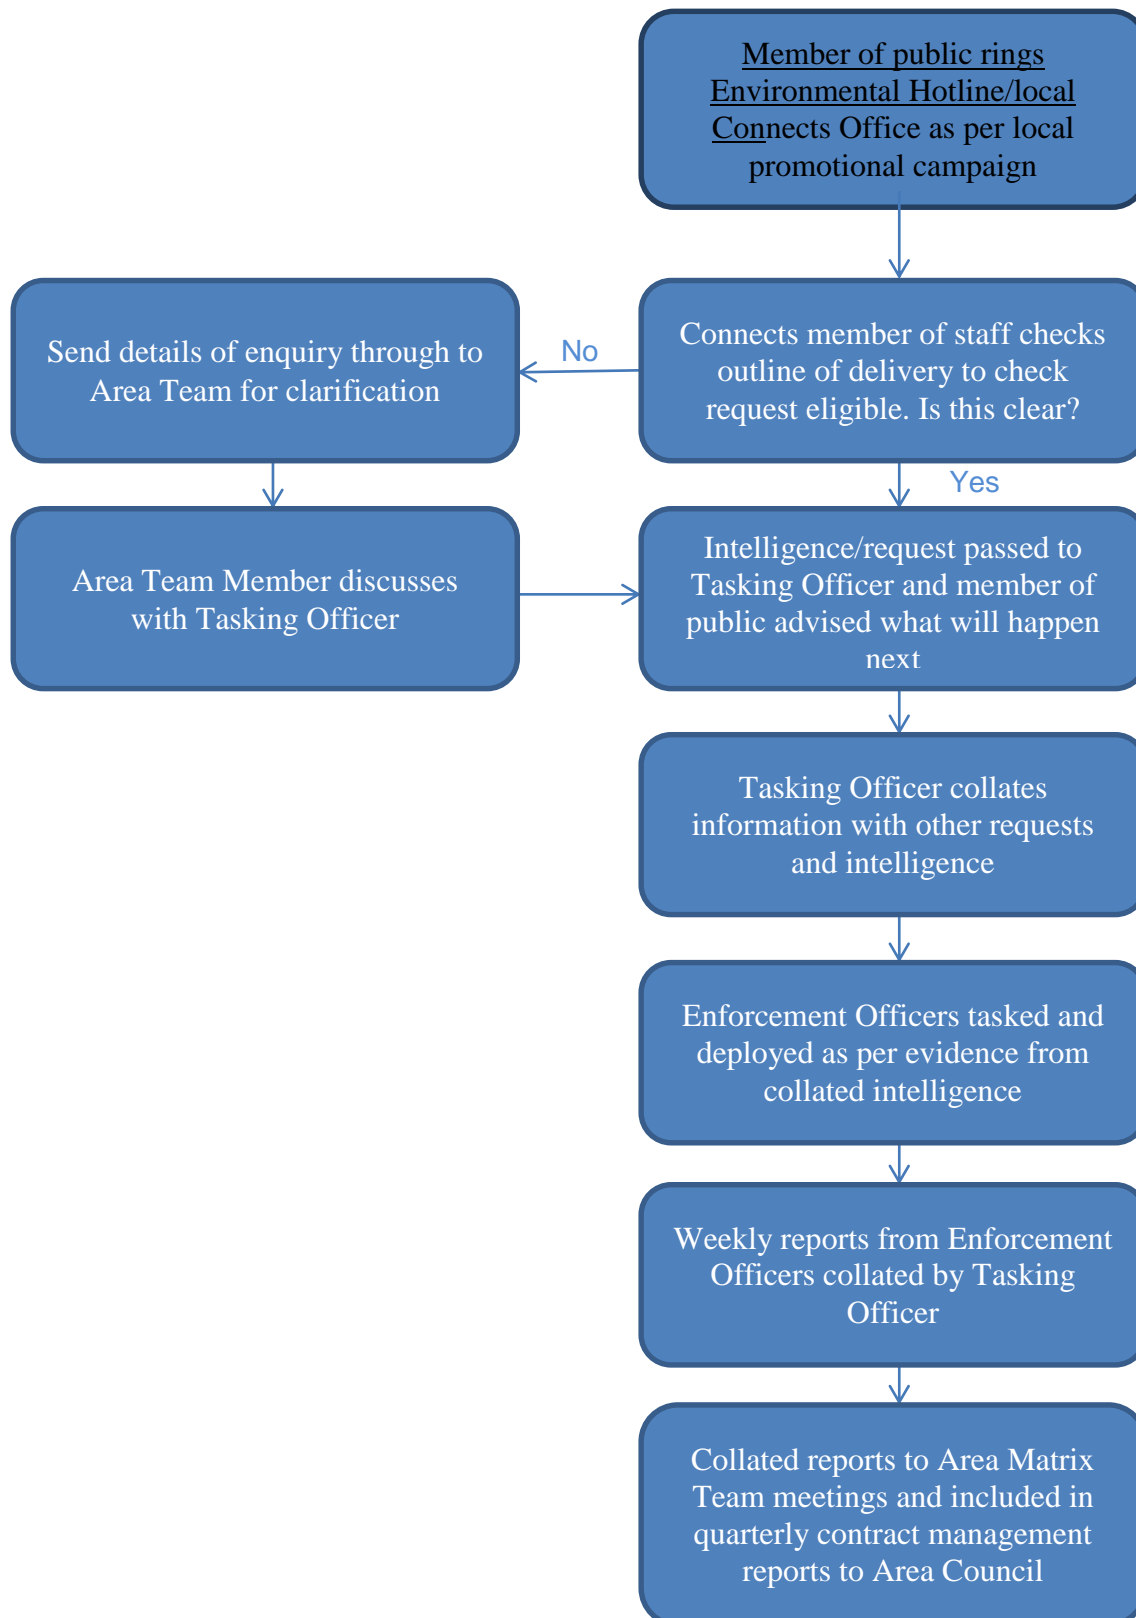 Member of public rings
Environmental Hotline/local
Connects Office as per local
promotional campaign
Send details of enquiry through to
Area Team for clarification
No
Connects member of staff checks
outline of delivery to check
request eligible. Is this clear?
Yes
Area Team Member discusses
with Tasking Officer
Intelligence/request passed to
Tasking Officer and member of
public advised what will happen
next
Tasking Officer collates
information with other requests
and intelligence
Enforcement Officers tasked and
deployed as per evidence from
collated intelligence
Weekly reports from Enforcement
Officers collated by Tasking
Officer
Collated reports to Area Matrix
Team meetings and included in
quarterly contract management
reports to Area Council